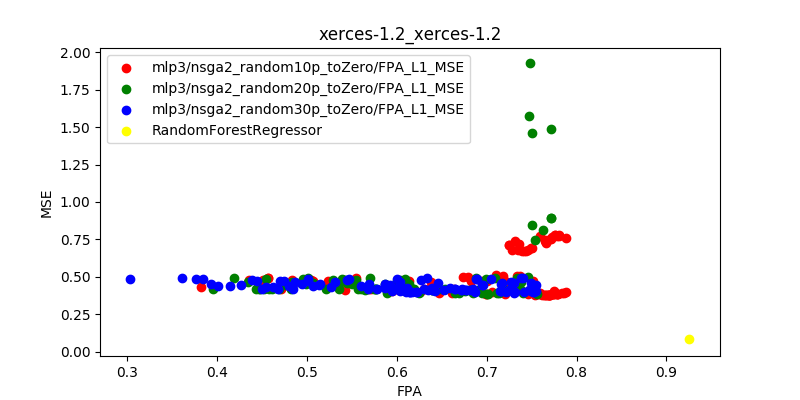 xerces-1.2_xerces-1.2
mlp3/nsga2_random10p_toZero/FPA_L1_MSE
mlp3/nsga2_random20p_toZero/FPA_L1_MSE
mlp3/nsga2_random30p_toZero/FPA_L1_MSE
RandomForestRegressor
MSE
2.00
1.75
1.50
1.25
1.00
0.75
0.50
0.25
0.00
0.3 0.4 0.5 0.6 0.7 0.8 0.9
FPA